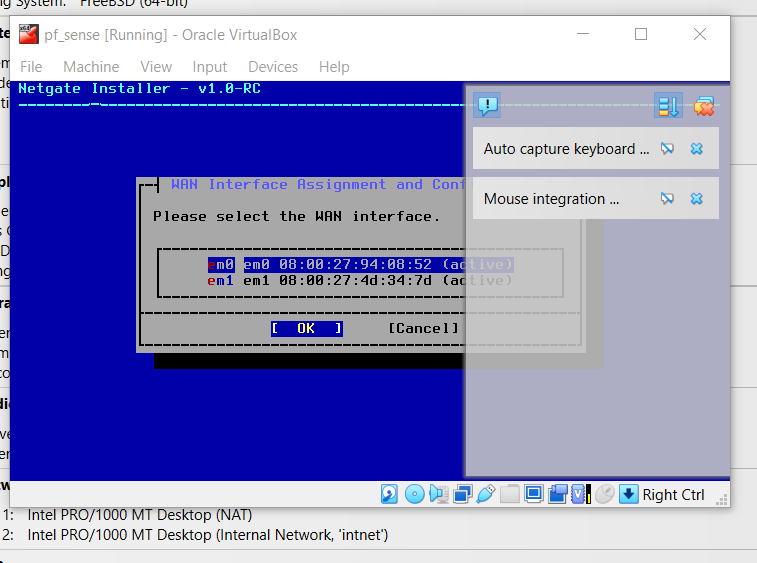 FreeBSD (64-bit)
pf_sense [Running] - Oracle VirtualBox
File Machine View Input Devices Help
Netgate Installer - v1.0-RC
WAN Interface Assignment and
Please select the WAN interface.
em0 em0 08:00:27:94:08:52 (active)
em1 em1 08:00:27:4d:34:7d (active)
[ OK ] [Cancel]
Auto capture keyboard ...
Mouse integration ...
Right Ctrl
1: Intel PRO/1000 MT Desktop (NAT)
2: Intel PRO/1000 MT Desktop (Internal Network, 'intnet')